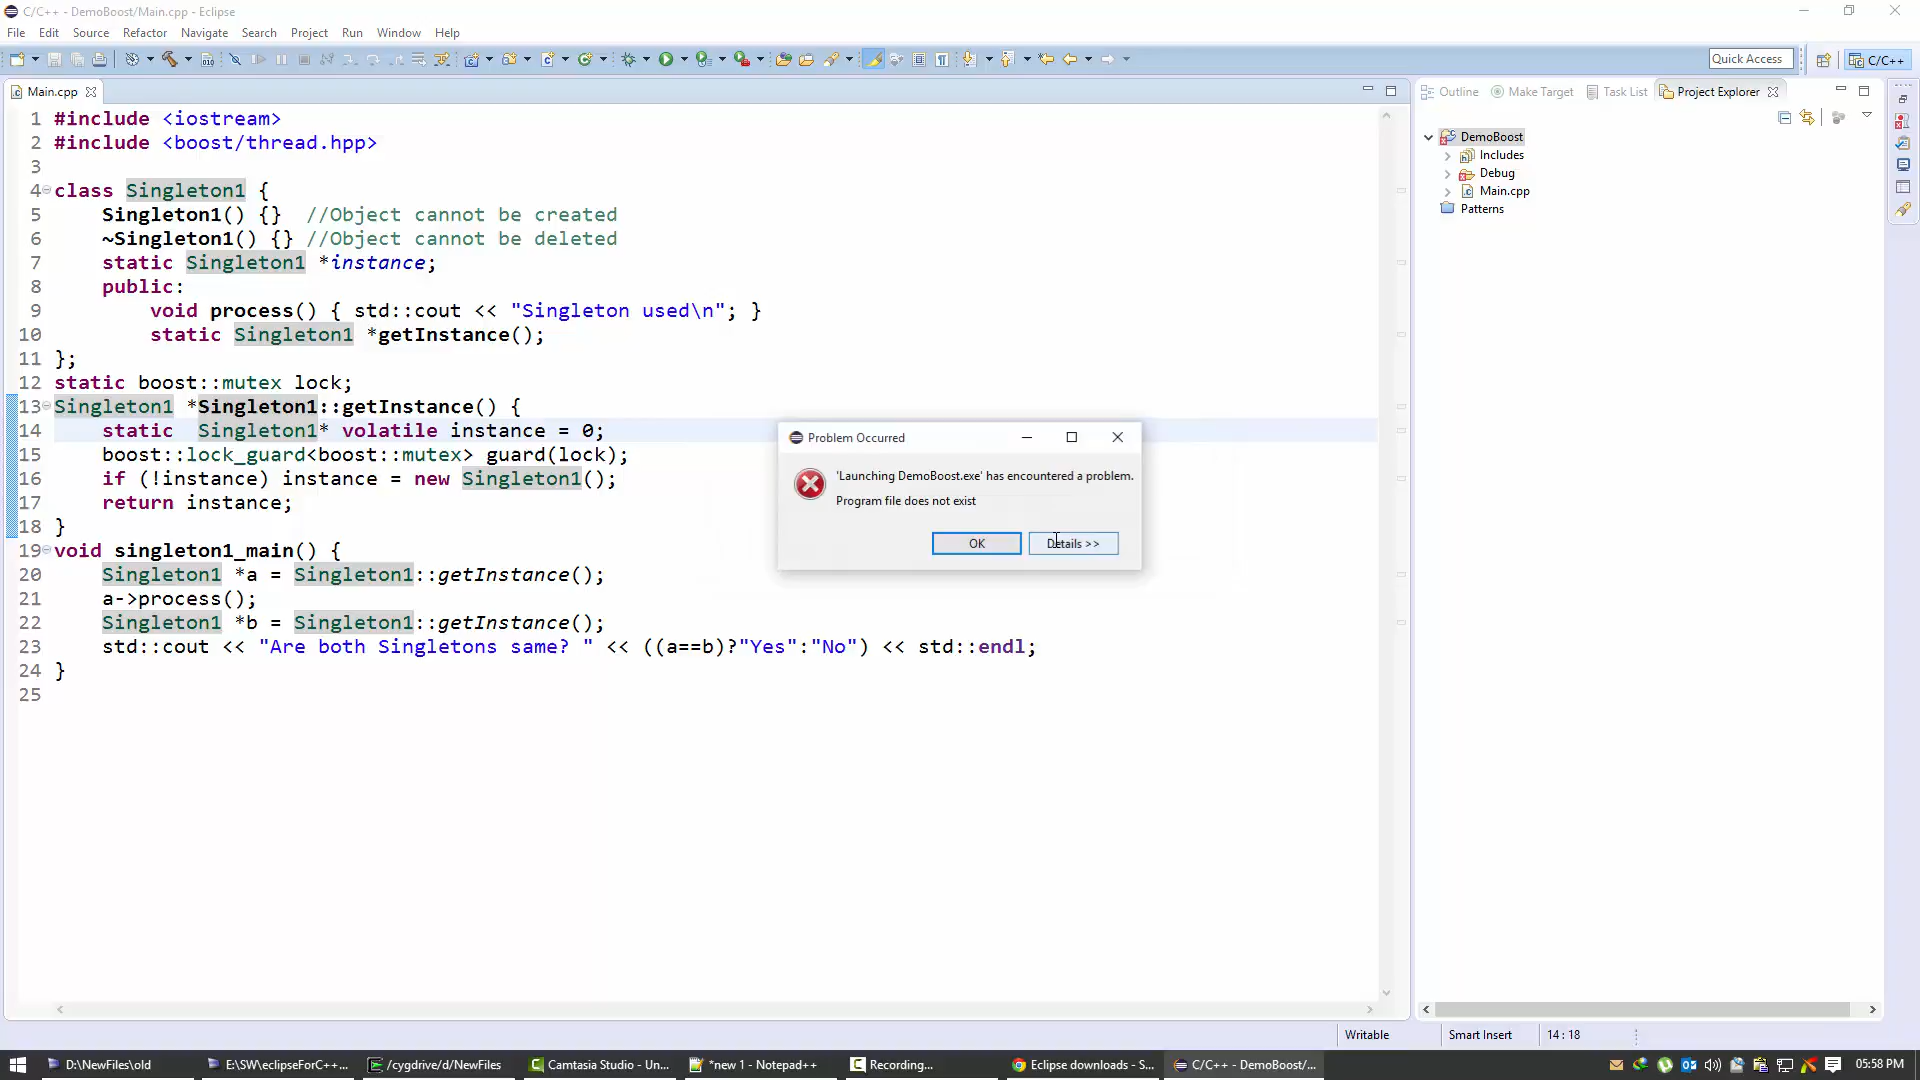 C/C++ - DemoBoost/Main.cpp - Eclipse
File Edit Source Refactor Navigate Search Project Run Window Help
Quick Access
C/C++
Main.cpp
Outline Make Target Task List Project Explorer
1 #include <iostream>
2 #include <boost/thread.hpp>
3
4 class Singleton1 {
5 Singleton1() {} //Object cannot be created
6 ~Singleton1() {} //Object cannot be deleted
7 static Singleton1 *instance;
8 public:
9 void process() { std::cout << "Singleton used\n"; }
10 static Singleton1 *getInstance();
11 };
12 static boost::mutex lock;
13 Singleton1 *Singleton1::getInstance() {
14 static Singleton1* volatile instance = 0;
15 boost::lock_guard<boost::mutex> guard(lock);
16 if (!instance) instance = new Singleton1();
17 return instance;
18 }
19 void singleton1_main() {
20 Singleton1 *a = Singleton1::getInstance();
21 a->process();
22 Singleton1 *b = Singleton1::getInstance();
23 std::cout << "Are both Singletons same? " << ((a==b)?"Yes":"No") << std::endl;
24 }
25
DemoBoost
Includes
Debug
Main.cpp
Patterns
Problem Occurred
'Launching DemoBoost.exe' has encountered a problem.
Program file does not exist
OK Details >>
Writable Smart Insert 14 : 18
D:\NewFiles\old E:\SW\eclipseForC++... /cygdrive/d/NewFiles Camtasia Studio - Un... *new 1 - Notepad++ Recording... Eclipse downloads - S... C/C++ - DemoBoost/... 05:58 PM